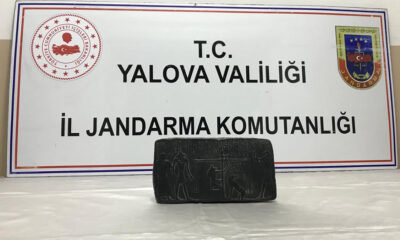 T.C.
YALOVA VALİLİĞİ
İL JANDARMA KOMUTANLIĞI